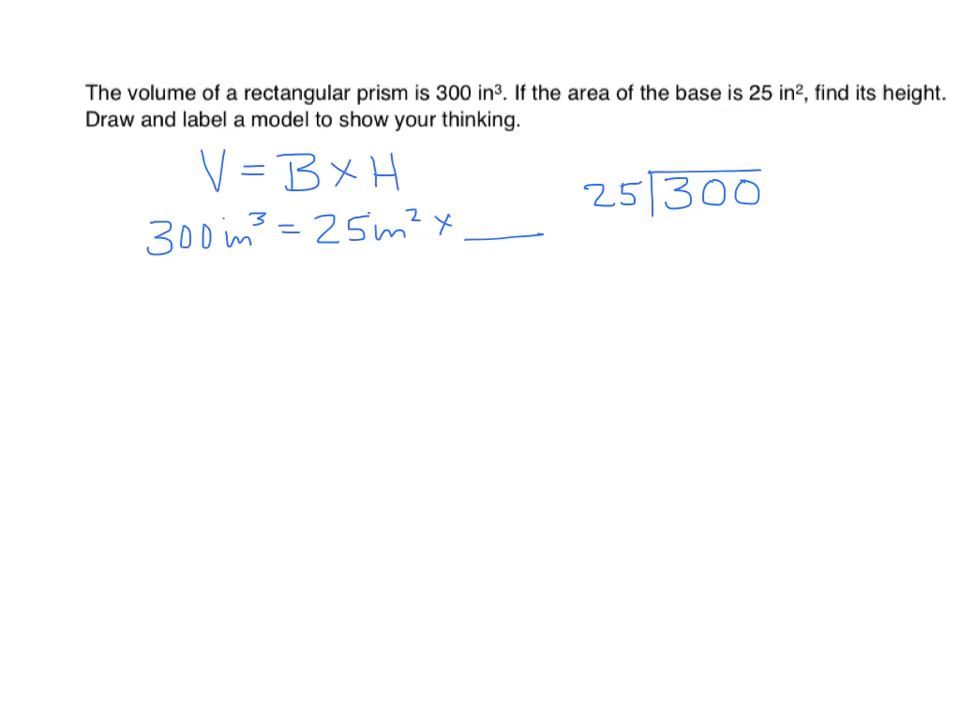 The volume of a rectangular prism is 300 in³. If the area of the base is 25 in², find its height.
Draw and label a model to show your thinking.
V = B × H
25⟌300
300 in³ = 25 in² × ___